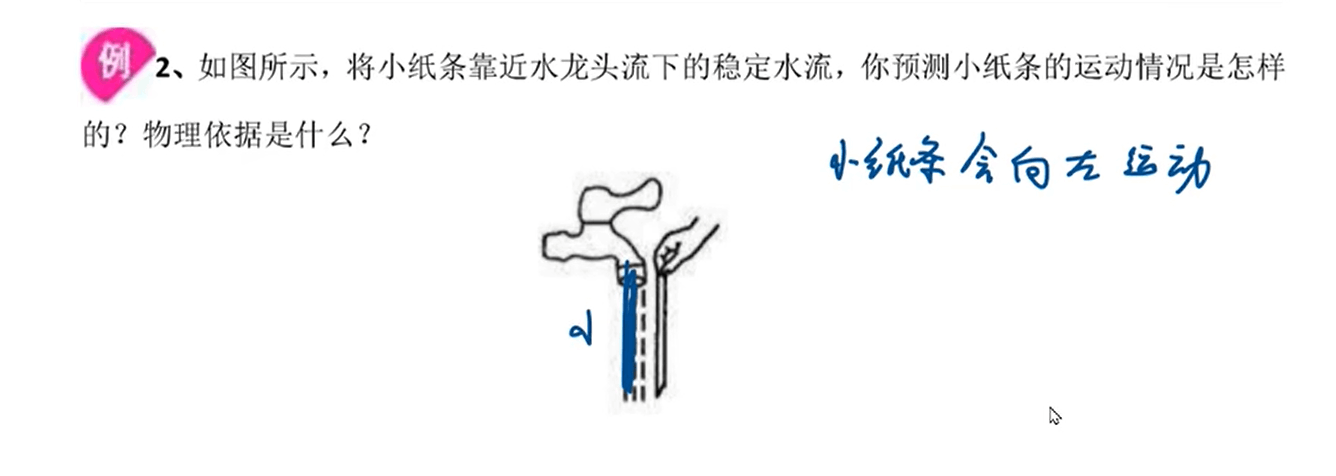 例 2、如图所示，将小纸条靠近水龙头流下的稳定水流，你预测小纸条的运动情况是怎样
的？物理依据是什么？
小纸条会向左运动